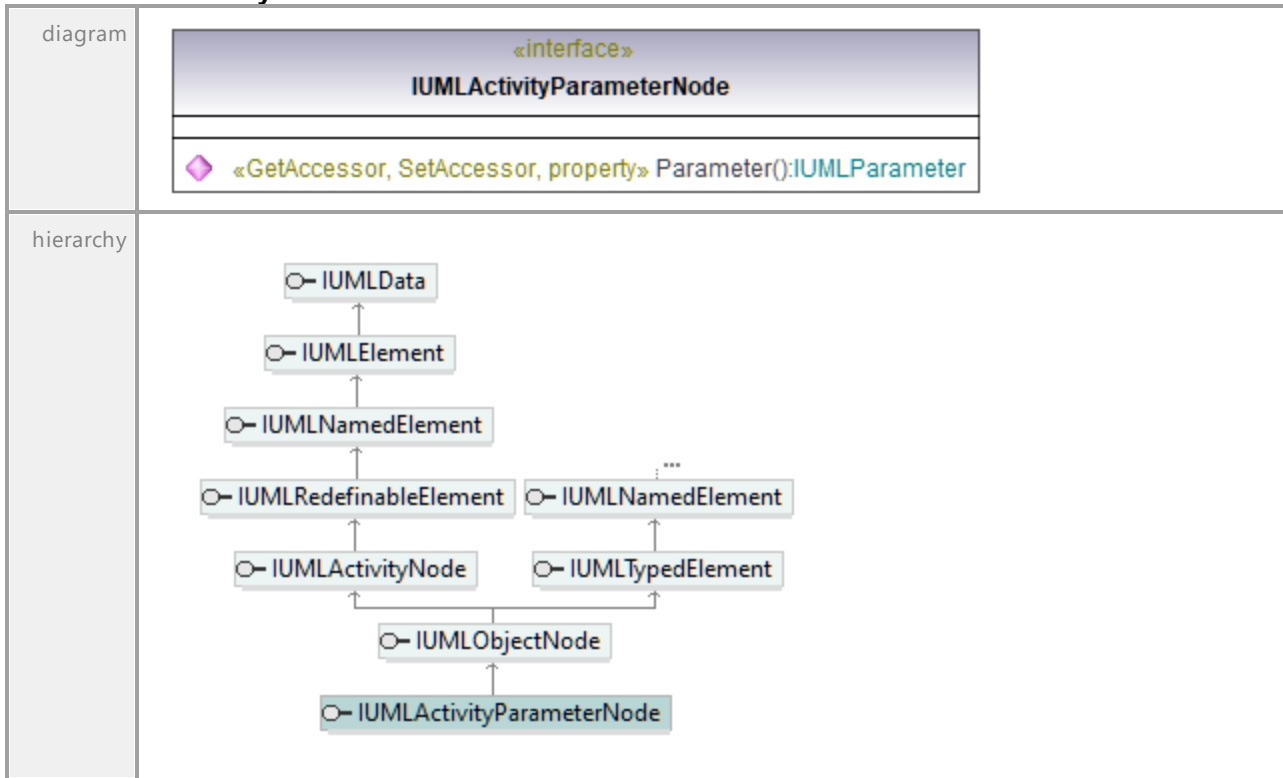 diagram
«interface»
IUMLActivityParameterNode
«GetAccessor, SetAccessor, property» Parameter():IUMLParameter
hierarchy
IUMLData
IUMLElement
IUMLNamedElement
...
IUMLRedefinableElement IUMLNamedElement
IUMLActivityNode IUMLTypedElement
IUMLObjectNode
IUMLActivityParameterNode